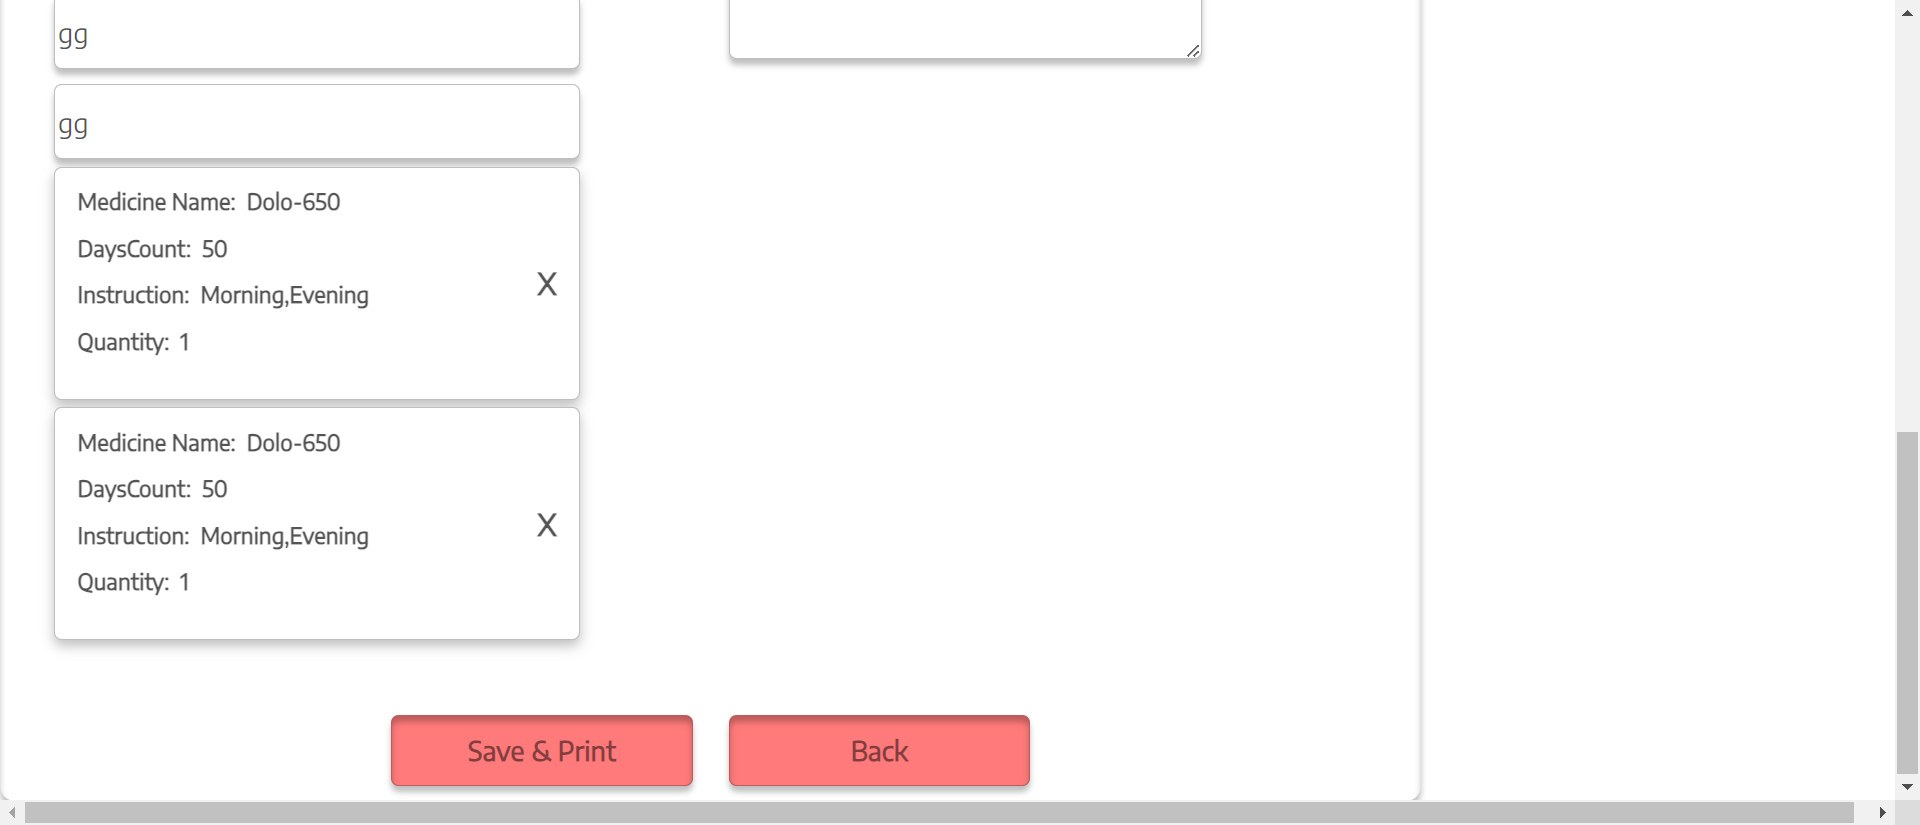 gg
gg
Medicine Name: Dolo-650
DaysCount: 50
Instruction: Morning,Evening
Quantity: 1
X
Medicine Name: Dolo-650
DaysCount: 50
Instruction: Morning,Evening
Quantity: 1
X
Save & Print
Back